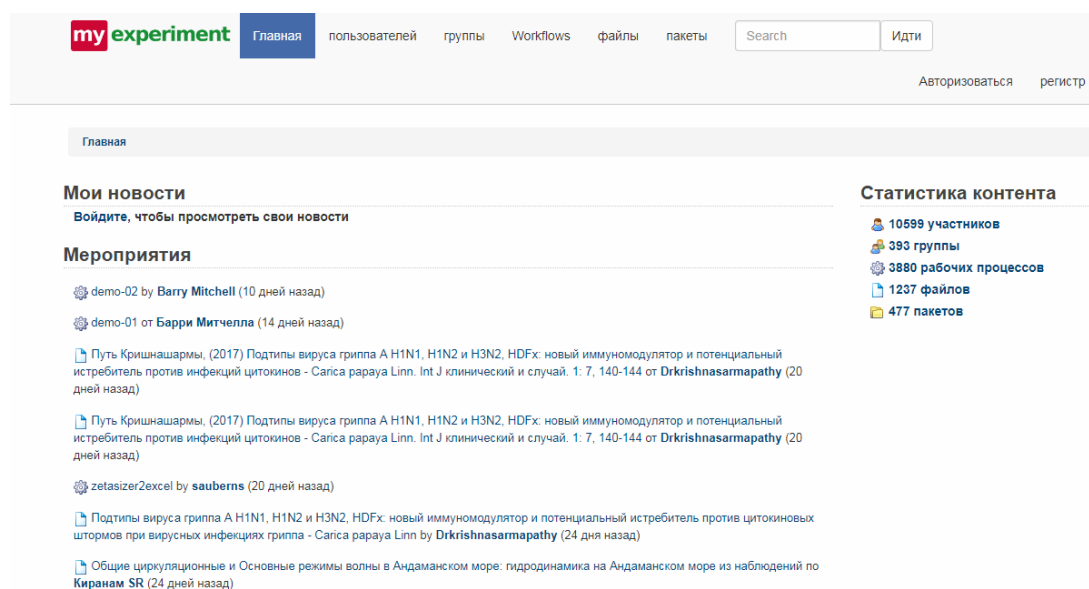 my experiment Главная пользователей группы Workflows файлы пакеты Search Идти
Авторизоваться регистр
Главная
Мои новости
Войдите, чтобы просмотреть свои новости
Мероприятия
demo-02 by Barry Mitchell (10 дней назад)
demo-01 от Барри Митчелла (14 дней назад)
Путь Кришнашармы, (2017) Подтипы вируса гриппа A H1N1, H1N2 и H3N2, HDFx: новый иммуномодулятор и потенциальный
истребитель против инфекций цитокинов - Carica papaya Linn. Int J клинический и случай. 1: 7, 140-144 от Drkrishnasarmapathy (20
дней назад)
Путь Кришнашармы, (2017) Подтипы вируса гриппа A H1N1, H1N2 и H3N2, HDFx: новый иммуномодулятор и потенциальный
истребитель против инфекций цитокинов - Carica papaya Linn. Int J клинический и случай. 1: 7, 140-144 от Drkrishnasarmapathy (20
дней назад)
zetasizer2excel by sauberns (20 дней назад)
Подтипы вируса гриппа A H1N1, H1N2 и H3N2, HDFx: новый иммуномодулятор и потенциальный истребитель против цитокиновых
штормов при вирусных инфекциях гриппа - Carica papaya Linn by Drkrishnasarmapathy (24 дня назад)
Общие циркуляционные и Основные режимы волны в Андаманском море: гидродинамика на Андаманском море из наблюдений по
Киранам SR (24 дней назад)
Статистика контента
10599 участников
393 группы
3880 рабочих процессов
1237 файлов
477 пакетов